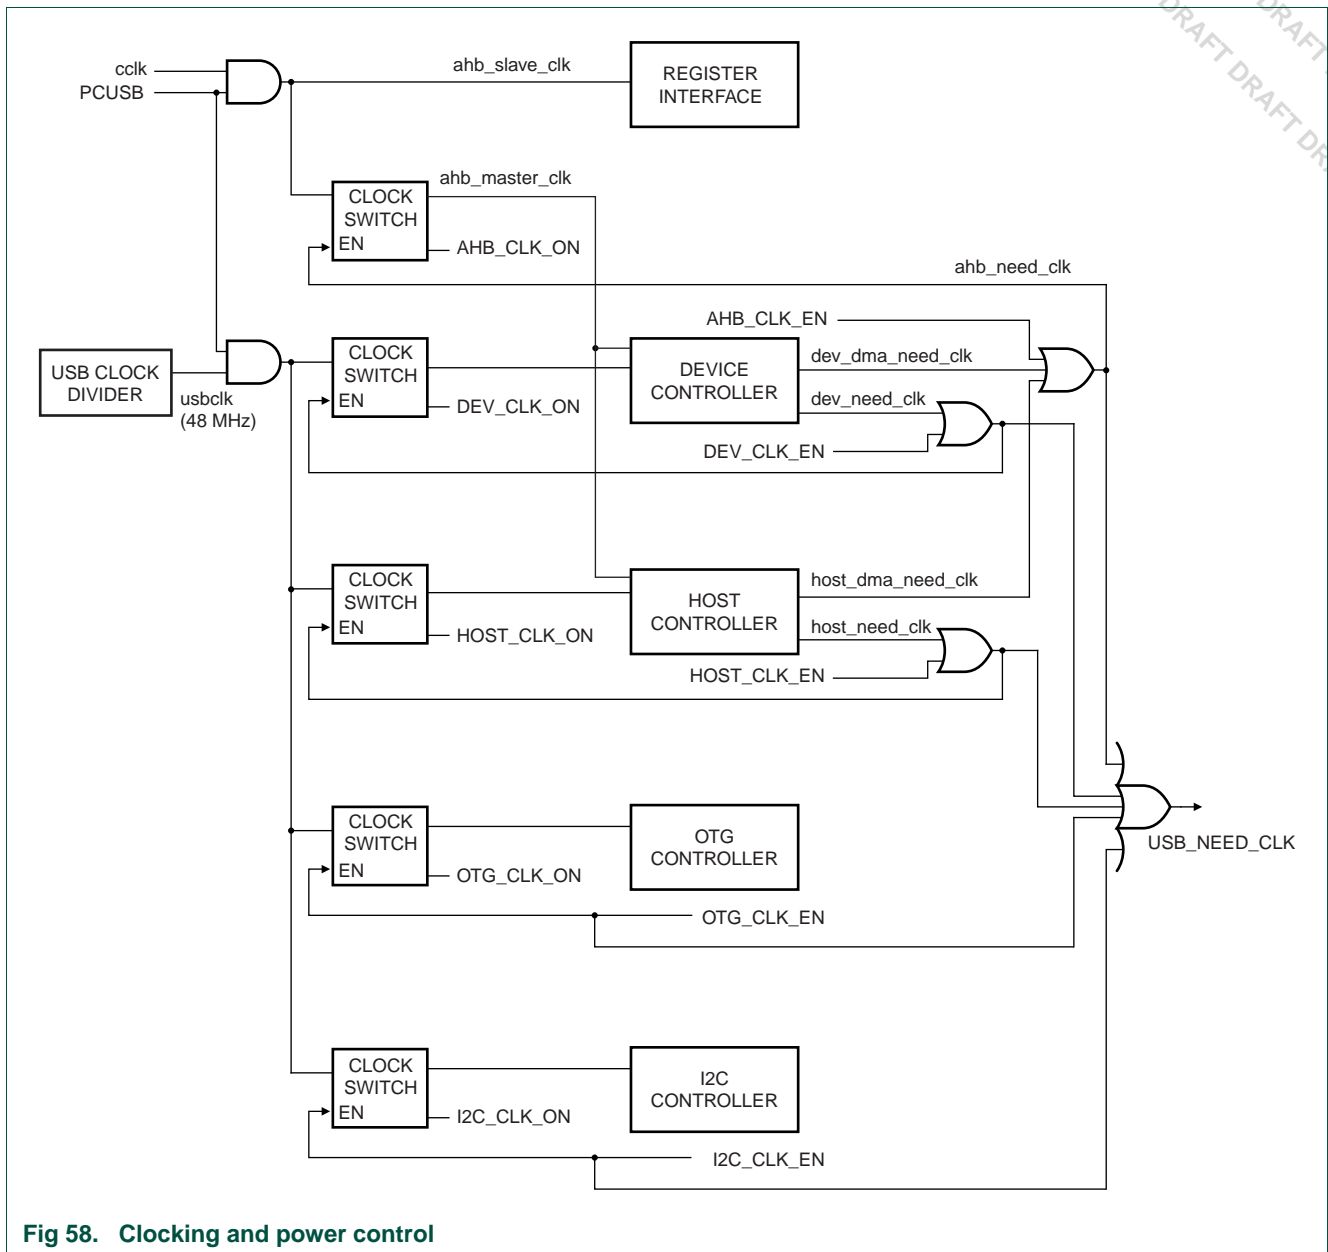 DRAFT
DRAFT DRAFT DR
cclk
PCUSB
ahb_slave_clk
REGISTER
INTERFACE
CLOCK
SWITCH
EN
ahb_master_clk
AHB_CLK_ON
ahb_need_clk
AHB_CLK_EN
USB CLOCK
DIVIDER
usbclk
(48 MHz)
CLOCK
SWITCH
EN
DEV_CLK_ON
DEVICE
CONTROLLER
dev_dma_need_clk
dev_need_clk
DEV_CLK_EN
CLOCK
SWITCH
EN
HOST_CLK_ON
HOST
CONTROLLER
host_dma_need_clk
host_need_clk
HOST_CLK_EN
CLOCK
SWITCH
EN
OTG_CLK_ON
OTG
CONTROLLER
OTG_CLK_EN
USB_NEED_CLK
CLOCK
SWITCH
EN
I2C_CLK_ON
I2C
CONTROLLER
I2C_CLK_EN
Fig 58. Clocking and power control